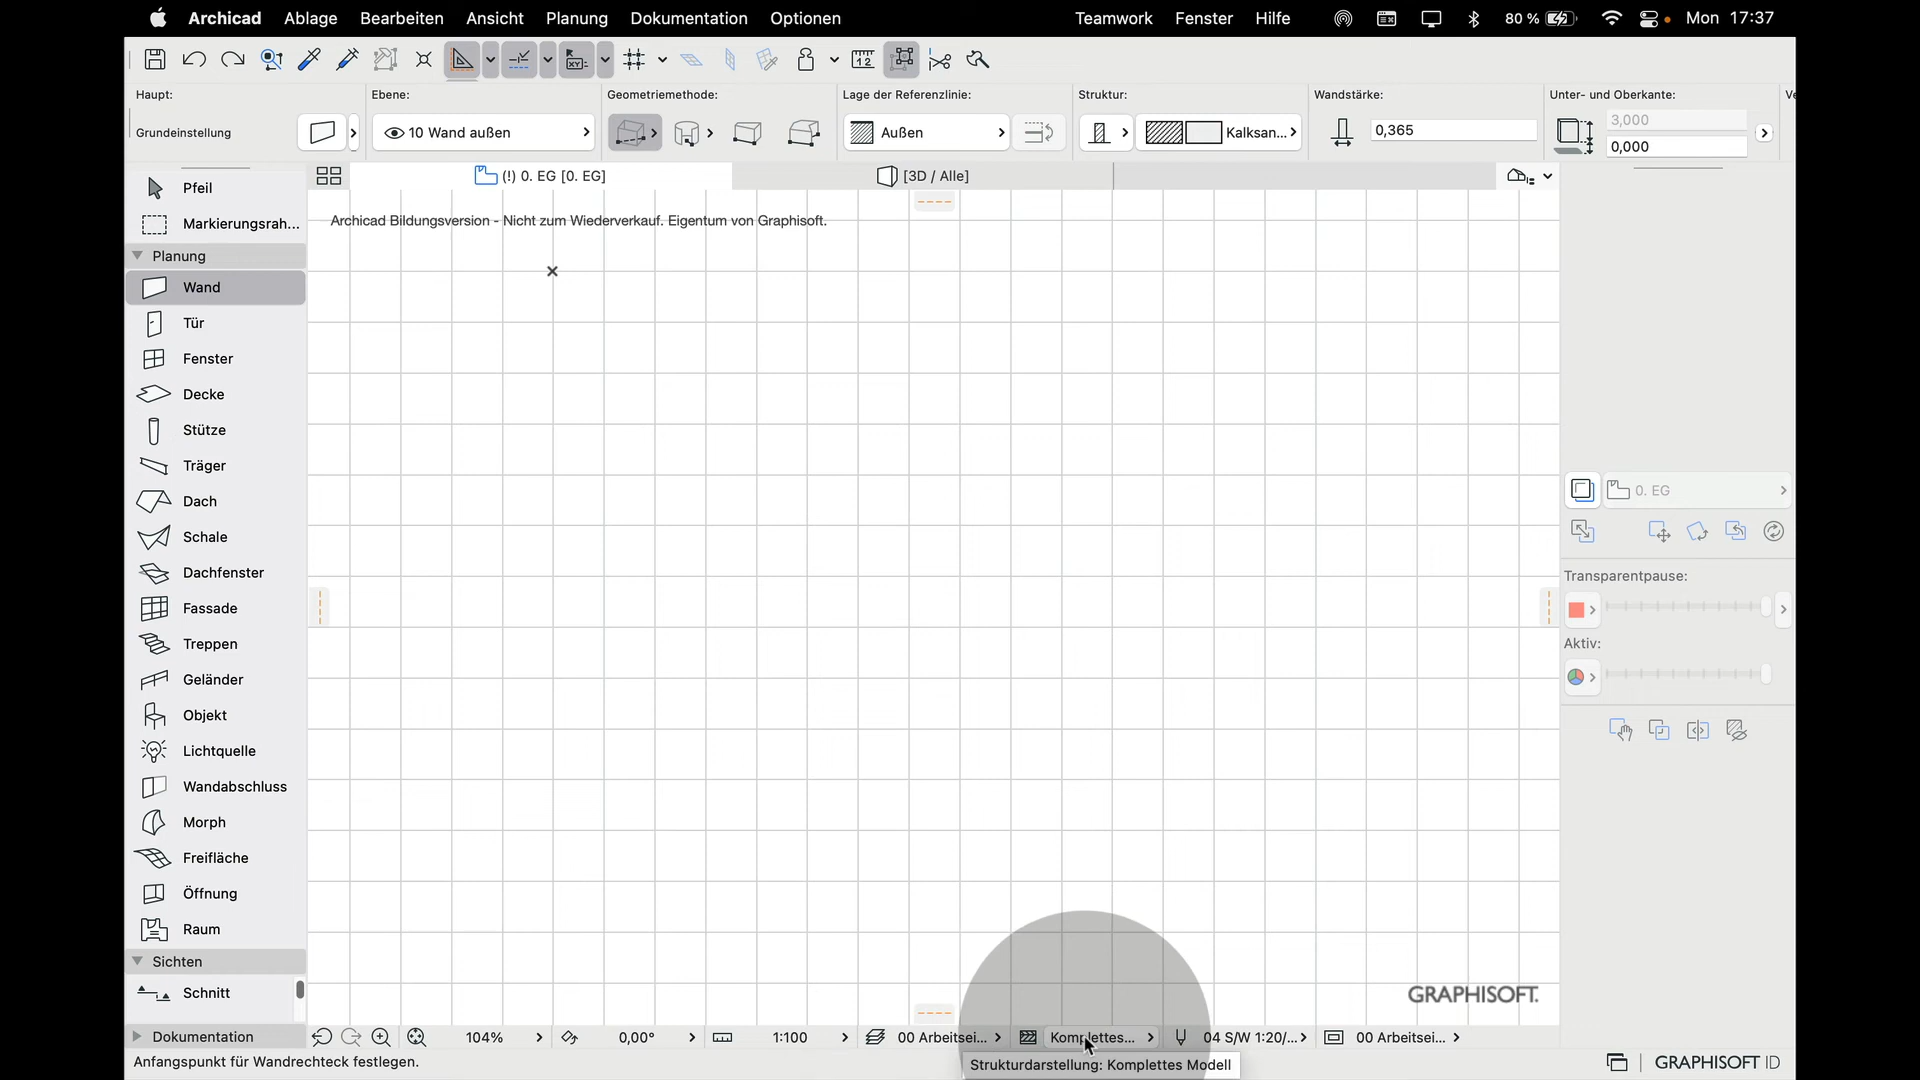 Archicad Ablage Bearbeiten Ansicht Planung Dokumentation Optionen Teamwork Fenster Hilfe 80 % Mon 17:37
Haupt: Ebene: Geometriemethode: Lage der Referenzlinie: Struktur: Wandstärke: Unter- und Oberkante:
Grundeinstellung 10 Wand außen Außen Kalksan... 0,365 3,000
0,000
(!) 0. EG [0. EG] [3D / Alle]
Archicad Bildungsversion - Nicht zum Wiederverkauf. Eigentum von Graphisoft.
Pfeil
Markierungsrah...
Planung
Wand
Tür
Fenster
Decke
Stütze
Träger
Dach
Schale
Dachfenster
Fassade
Treppen
Geländer
Objekt
Lichtquelle
Wandabschluss
Morph
Freifläche
Öffnung
Raum
Sichten
Schnitt
Dokumentation
0. EG
Transparentpause:
Aktiv:
GRAPHISOFT.
104% 0,00° 1:100 00 Arbeitsei... Komplettes... 04 S/W 1:20/... 00 Arbeitsei...
Anfangspunkt für Wandrechteck festlegen.
Strukturdarstellung: Komplettes Modell
GRAPHISOFT ID